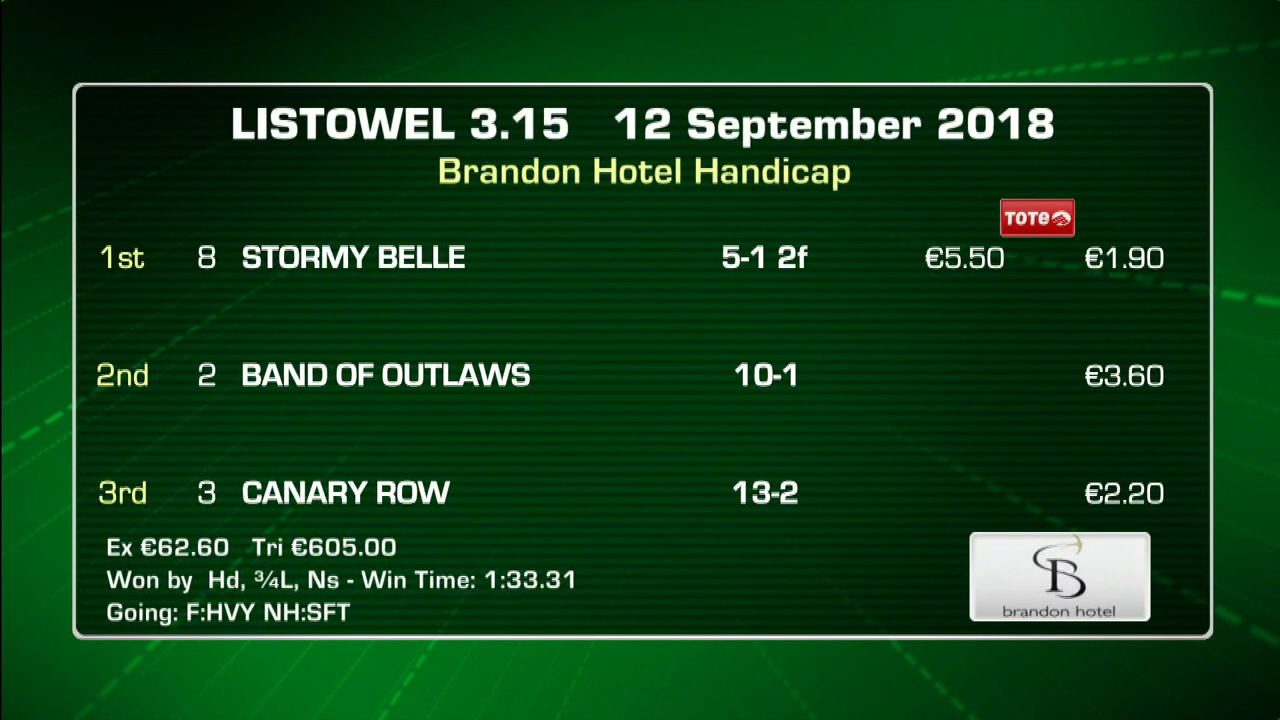 LISTOWEL 3.15 12 September 2018
Brandon Hotel Handicap
TOTE
1st 8 STORMY BELLE 5-1 2f €5.50 €1.90
2nd 2 BAND OF OUTLAWS 10-1 €3.60
3rd 3 CANARY ROW 13-2 €2.20
Ex €62.60 Tri €605.00
Won by Hd, ¾L, Ns - Win Time: 1:33.31
Going: F:HVY NH:SFT
B
brandon hotel